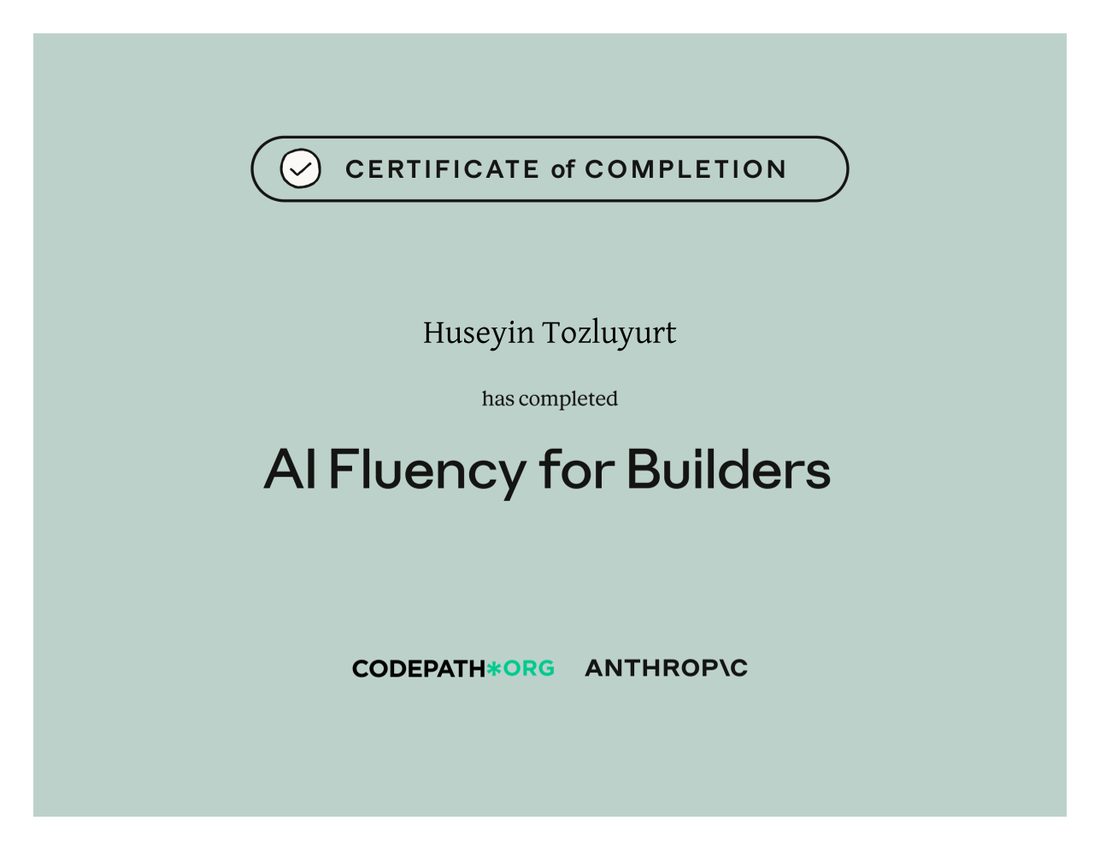 CERTIFICATE of COMPLETION
Huseyin Tozluyurt
has completed
AI Fluency for Builders
CODEPATH*ORG ANTHROP\C